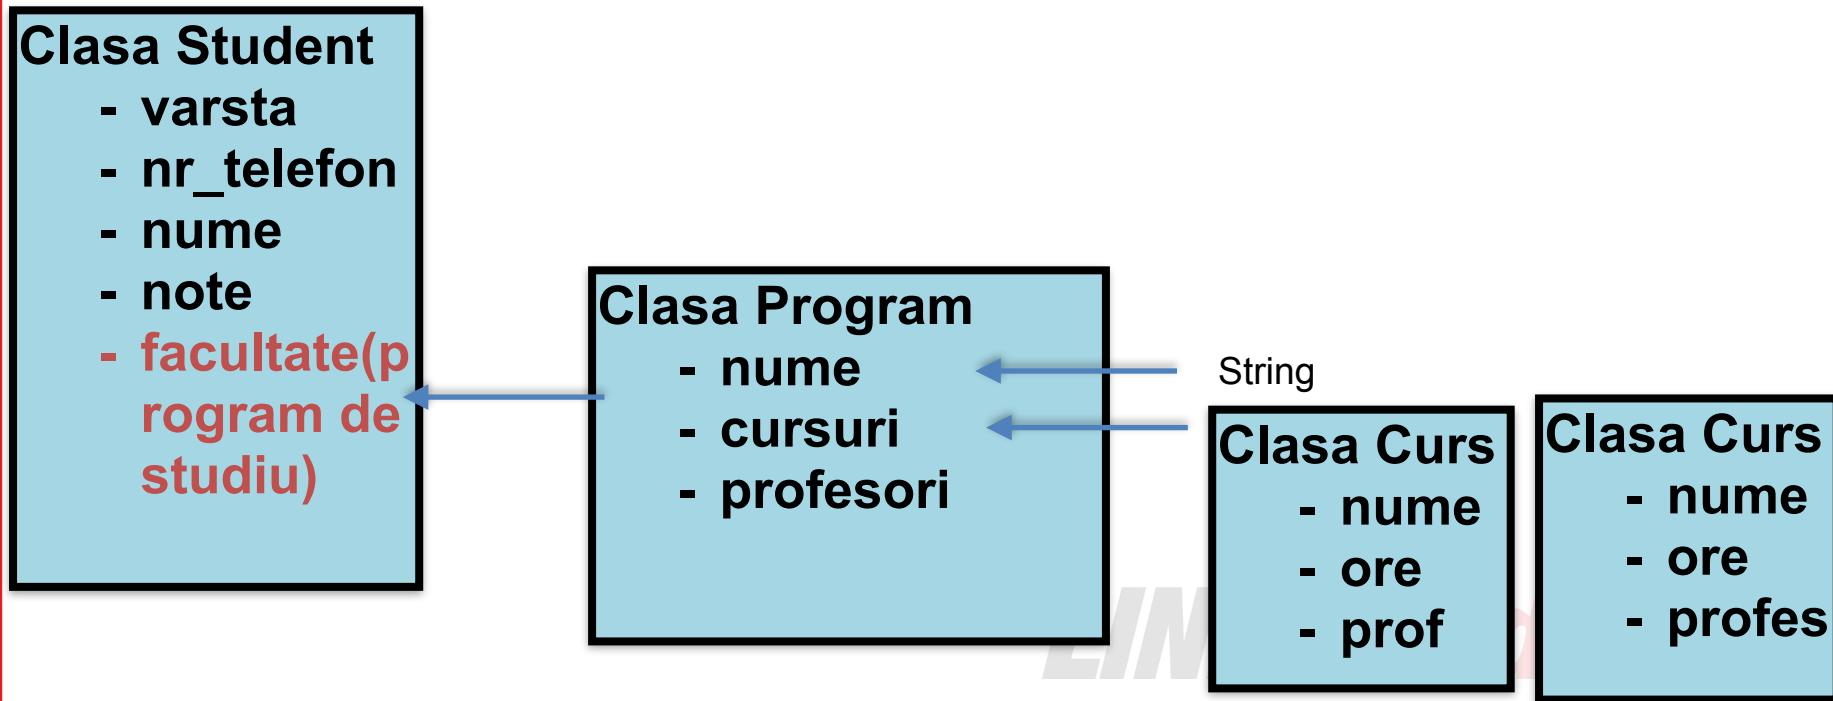 Clasa Student
- varsta
- nr_telefon
- nume
- note
- facultate(p
rogram de
studiu)
Clasa Program
- nume
- cursuri
- profesori
String
Clasa Curs
- nume
- ore
- prof
Clasa Curs
- nume
- ore
- profes